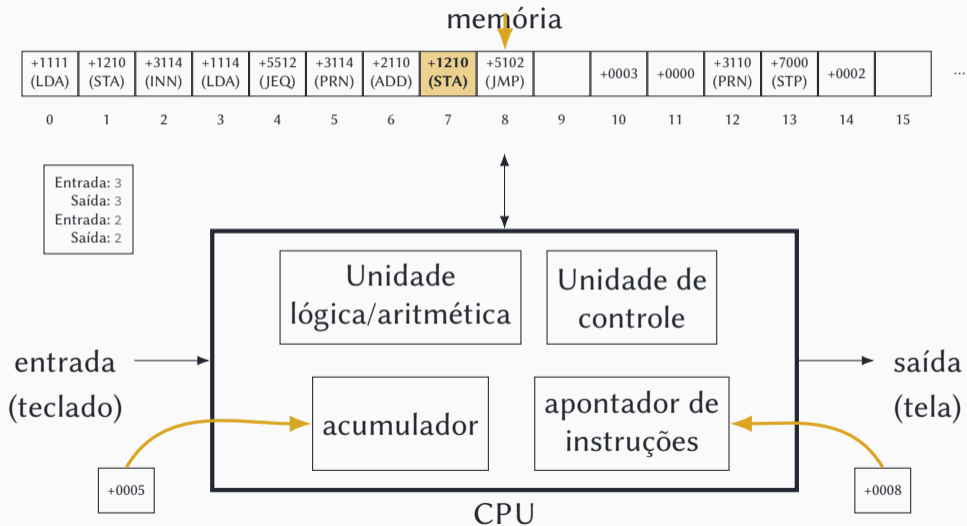 memória
+1111 +1210 +3114 +1114 +5512 +3114 +2110 +1210 +5102 +0003 +0000 +3110 +7000 +0002 ...
(LDA) (STA) (INN) (LDA) (JEQ) (PRN) (ADD) (STA) (JMP) (PRN) (STP)
0 1 2 3 4 5 6 7 8 9 10 11 12 13 14 15
Entrada: 3
Saída: 3
Entrada: 2
Saída: 2
Unidade
lógica/aritmética
Unidade de
controle
entrada
(teclado)
saída
(tela)
acumulador
apontador de
instruções
+0005
+0008
CPU